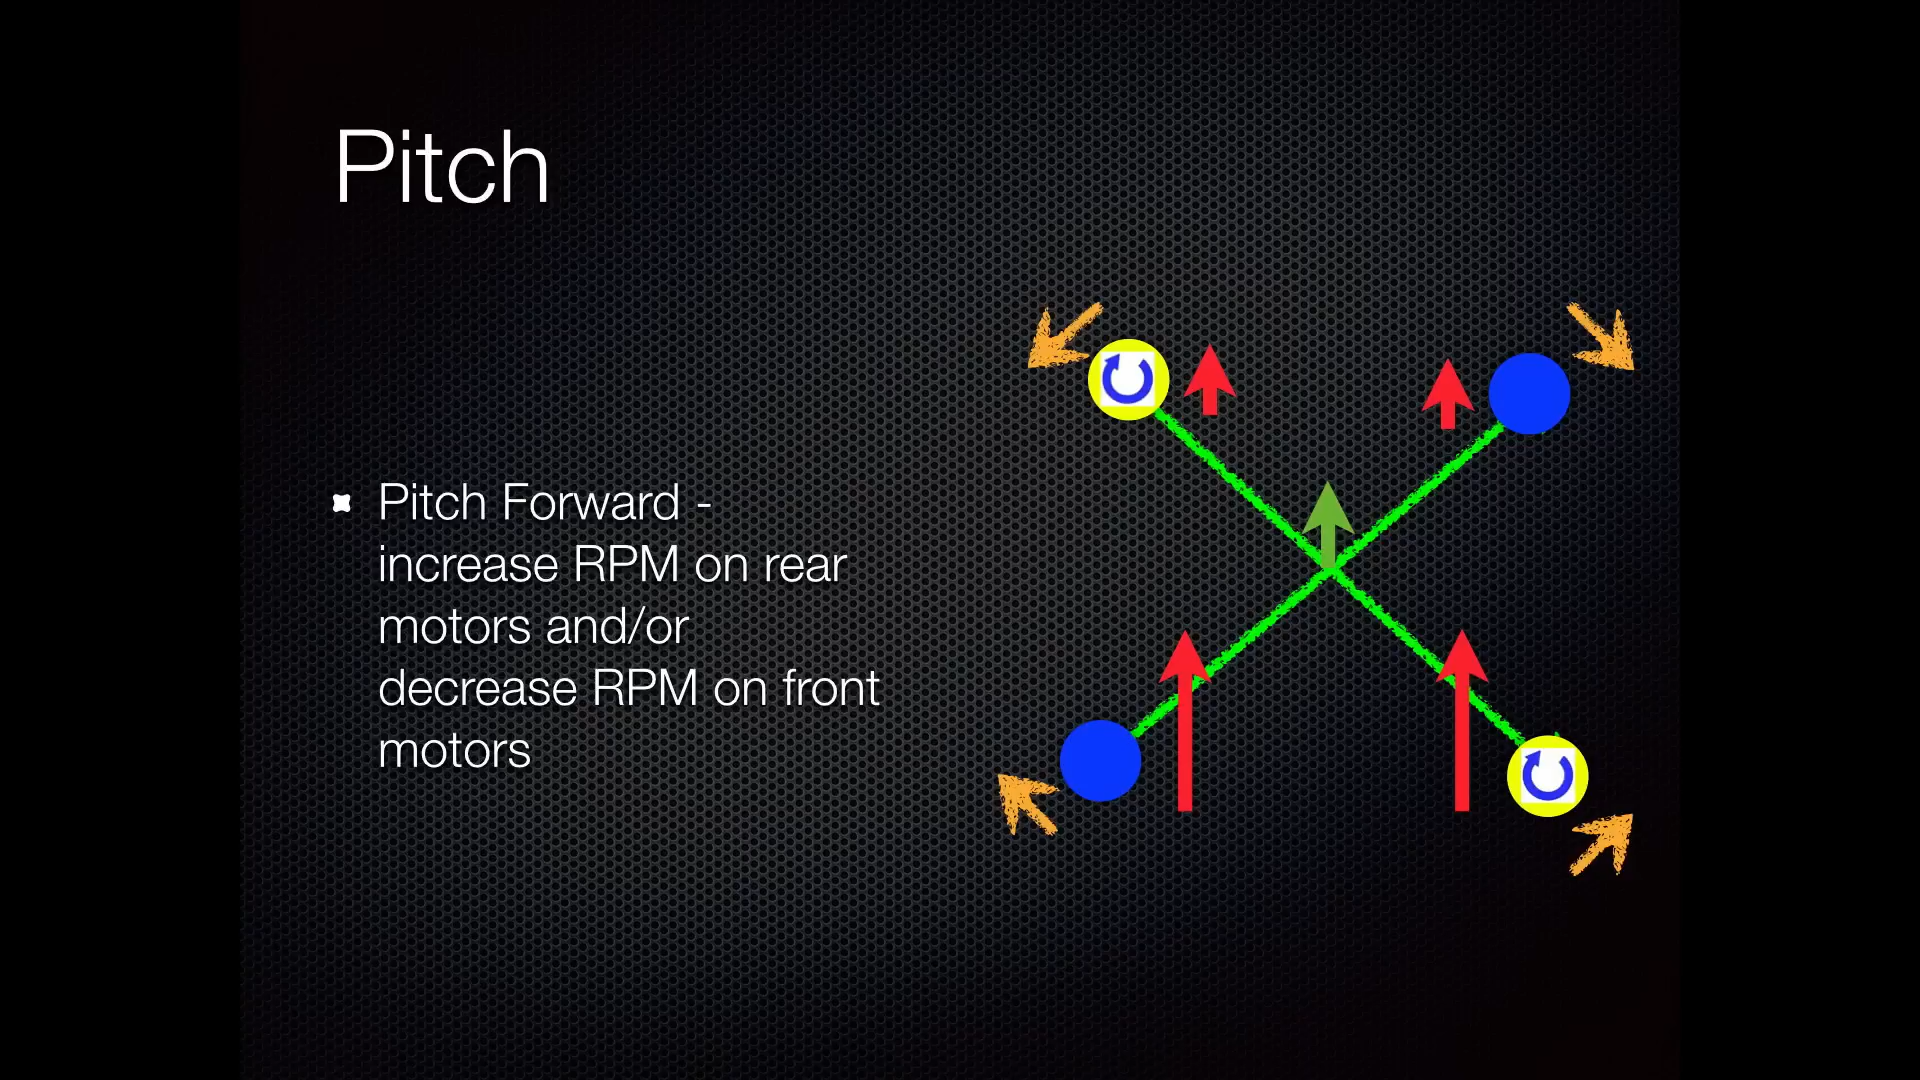 Pitch
Pitch Forward -
increase RPM on rear
motors and/or
decrease RPM on front
motors